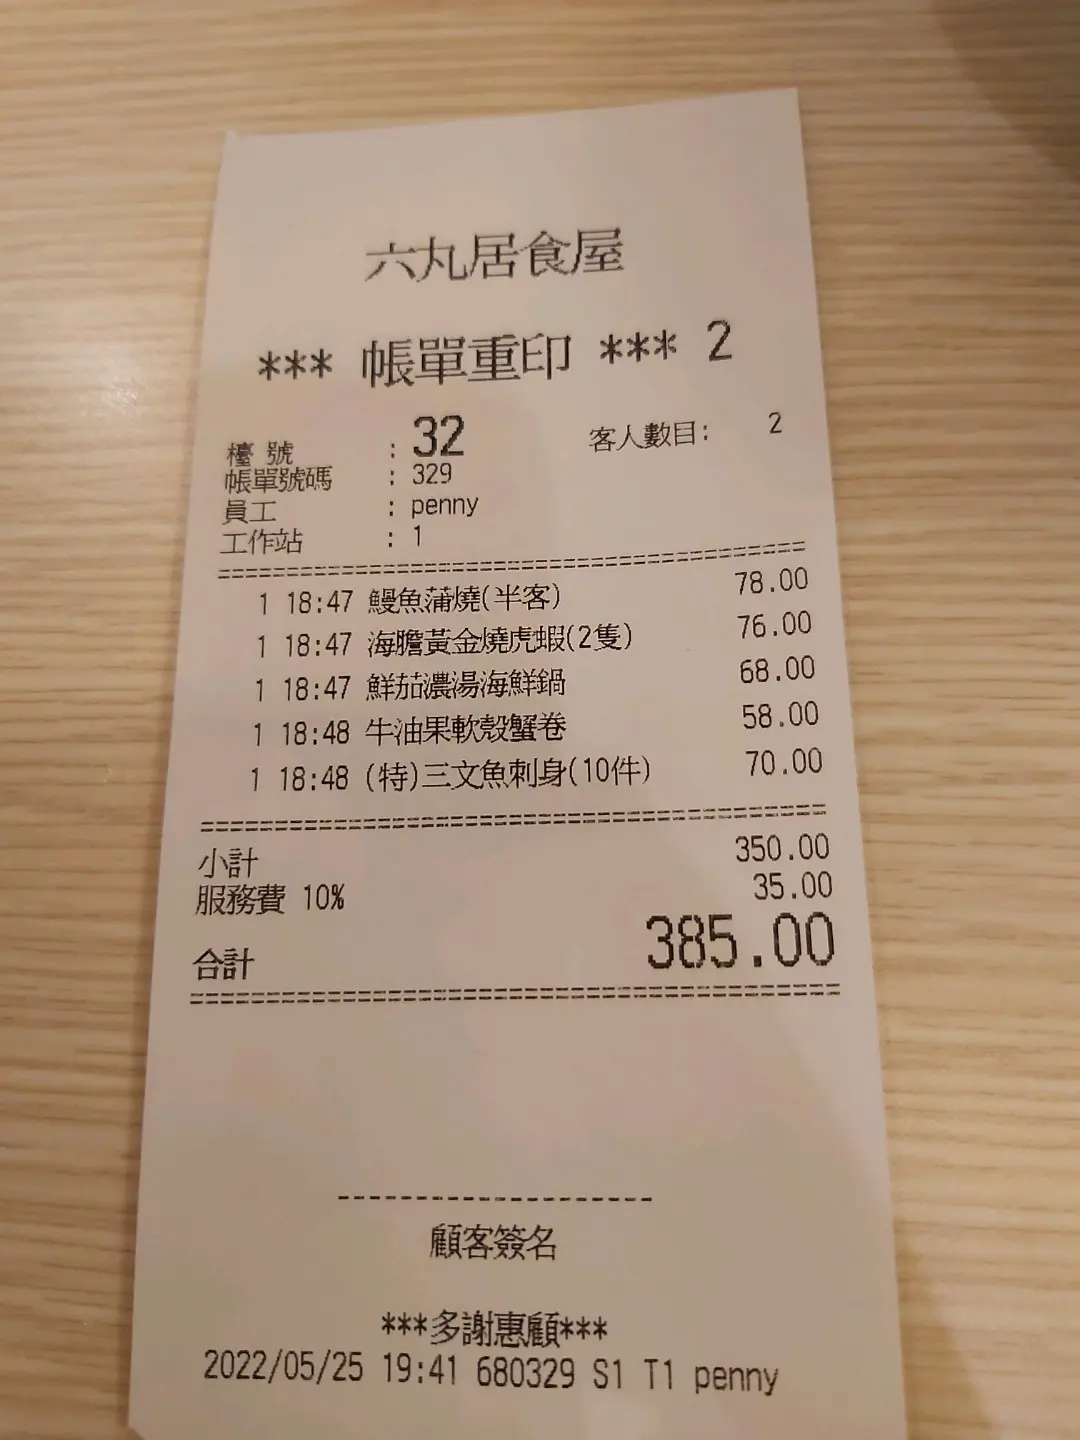 六丸居食屋
*** 帳單重印 *** 2
檯 號 : 32 客人數目: 2
帳單號碼 : 329
員工 : penny
工作站 : 1
==========================================
1 18:47 鰻魚蒲燒(半客) 78.00
1 18:47 海膽黃金燒虎蝦(2隻) 76.00
1 18:47 鮮茄濃湯海鮮鍋 68.00
1 18:48 牛油果軟殼蟹卷 58.00
1 18:48 (特)三文魚刺身(10件) 70.00
==========================================
小計 350.00
服務費 10% 35.00
合計 385.00
==========================================
--------------------
顧客簽名
***多謝惠顧***
2022/05/25 19:41 680329 S1 T1 penny